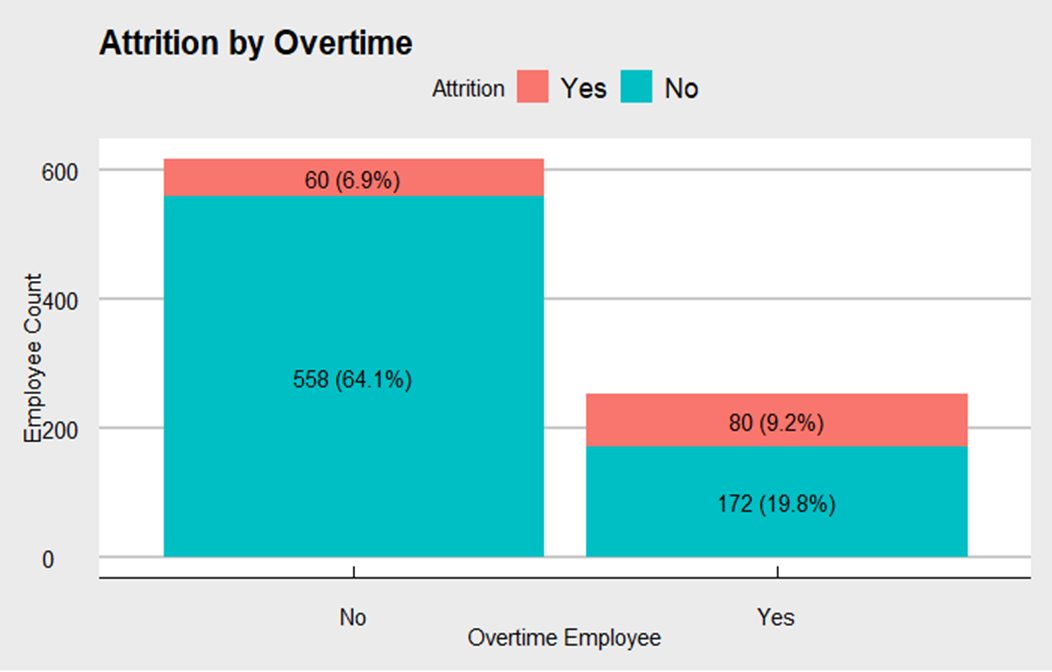 Attrition by Overtime
Attrition Yes No
600
400
200
0
Employee Count
60 (6.9%)
558 (64.1%)
80 (9.2%)
172 (19.8%)
No Yes
Overtime Employee